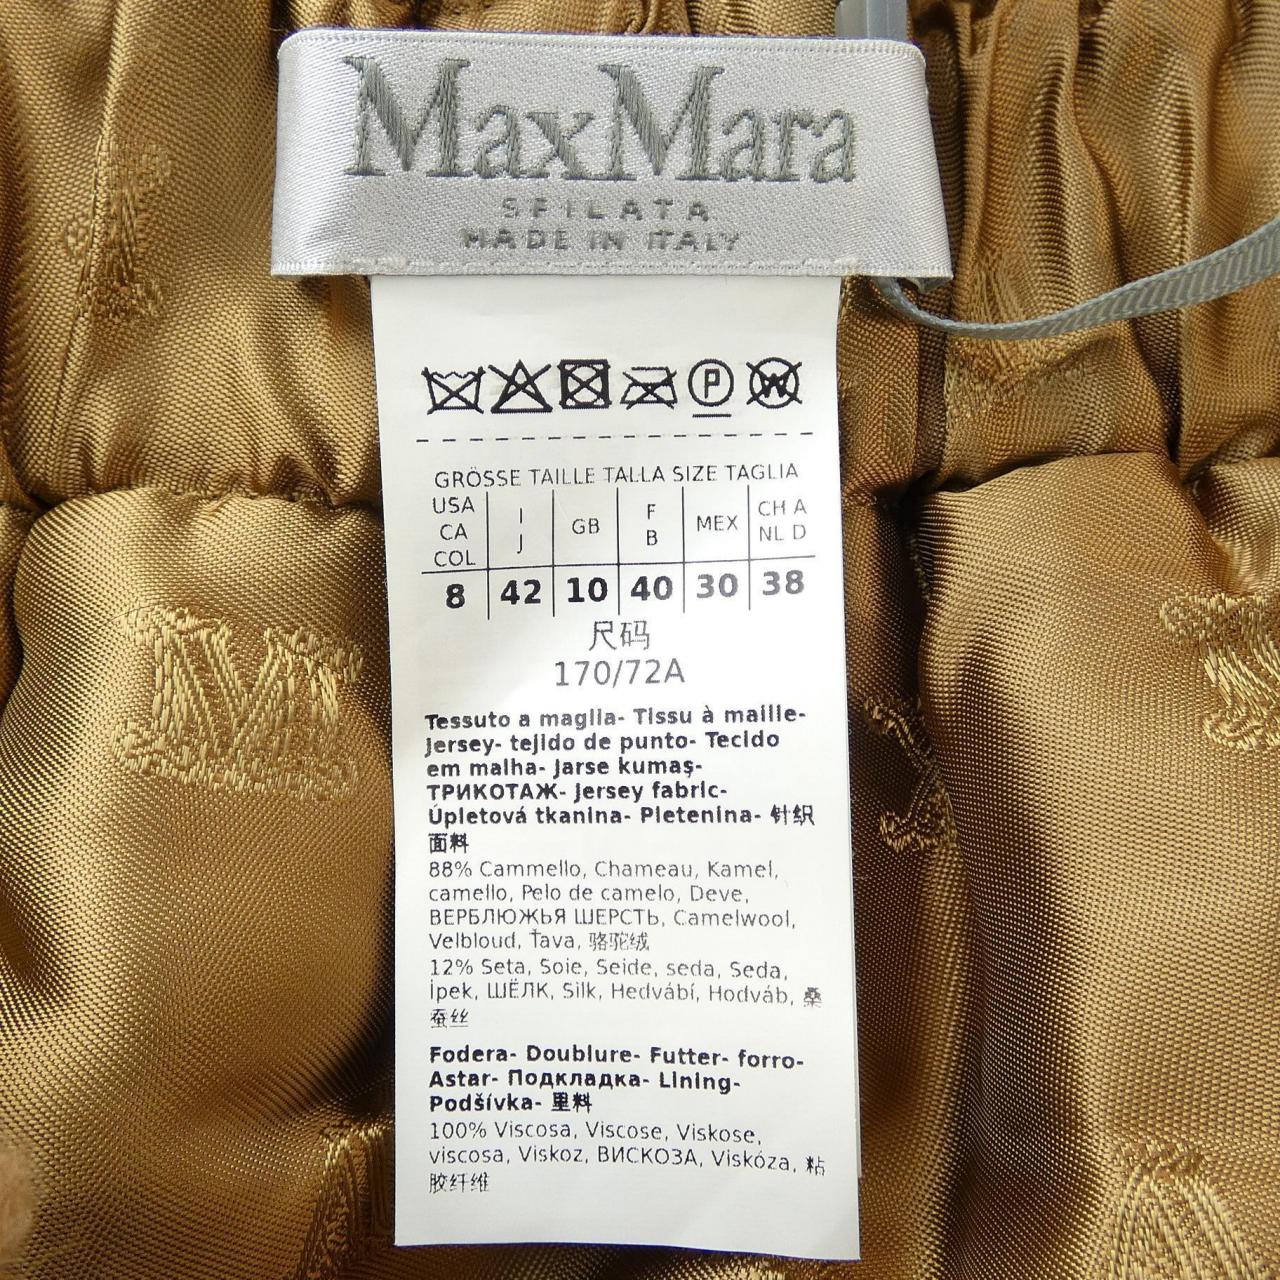 MaxMara
SFILATA
MADE IN ITALY
GRÖSSE TAILLE TALLA SIZE TAGLIA
USA CA COL | I J | GB | F B | MEX | CH A NL D
8 | 42 | 10 | 40 | 30 | 38
尺码
170/72A
Tessuto a maglia- Tissu à maille-
Jersey- tejido de punto- Tecido
em malha- Jarse kumaş-
ТРИКОТАЖ- Jersey fabric-
Úpletová tkanina- Pletenina- 针织
面料
88% Cammello, Chameau, Kamel,
camello, Pelo de camelo, Deve,
ВЕРБЛЮЖЬЯ ШЕРСТЬ, Camelwool,
Velbloud, Ťava, 骆驼绒
12% Seta, Soie, Seide, seda, Seda,
İpek, ШЁЛК, Silk, Hedvábí, Hodváb, 桑
蚕丝
Fodera- Doublure- Futter- forro-
Astar- Подкладка- Lining-
Podšívka- 里料
100% Viscosa, Viscose, Viskose,
viscosa, Viskoz, ВИСКОЗА, Viskóza, 粘
胶纤维